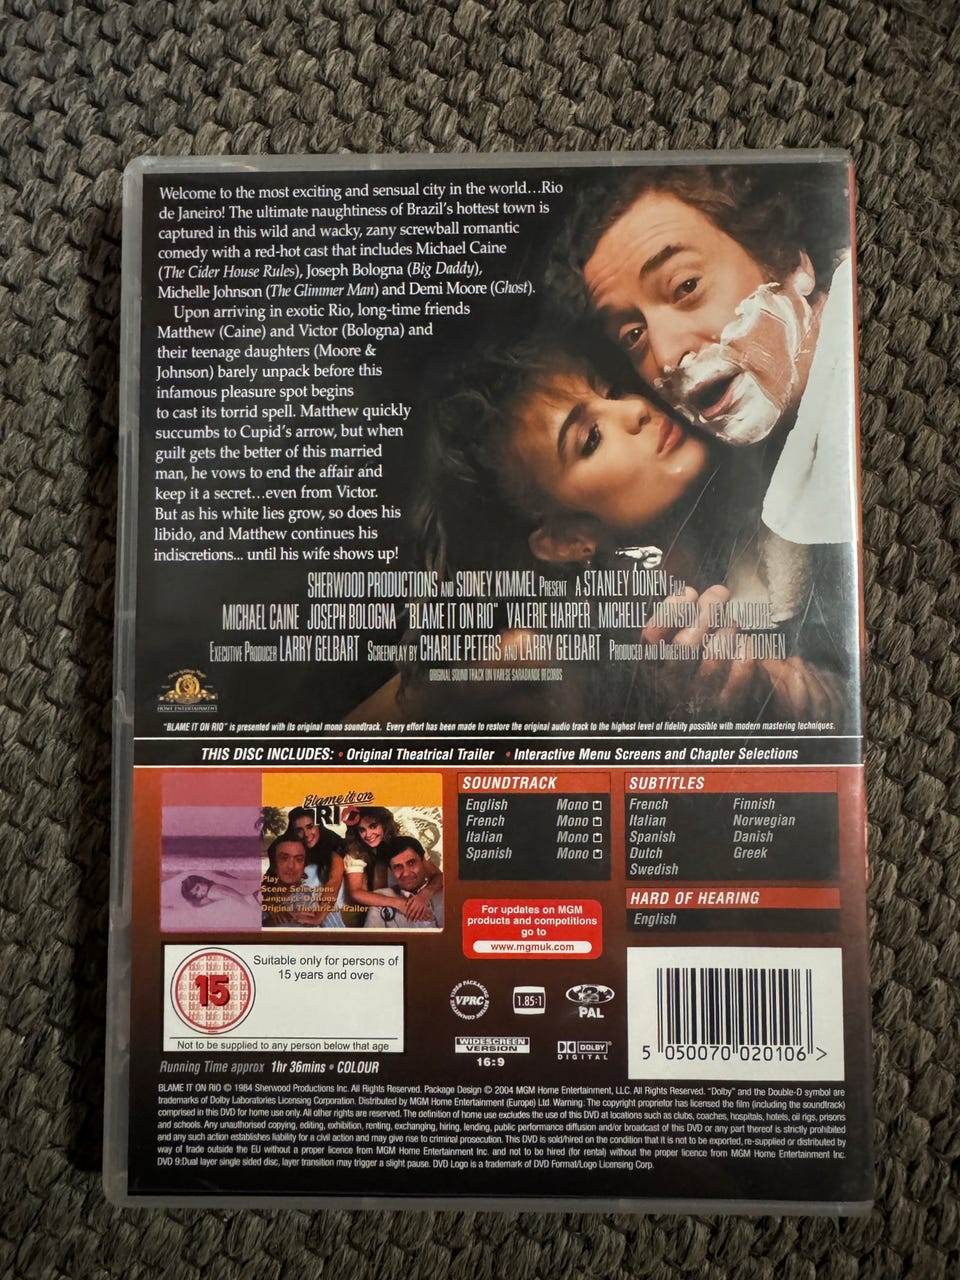 Welcome to the most exciting and sensual city in the world...Rio
de Janeiro! The ultimate naughtiness of Brazil's hottest town is
captured in this wild and wacky, zany screwball romantic
comedy with a red-hot cast that includes Michael Caine
(The Cider House Rules), Joseph Bologna (Big Daddy),
Michelle Johnson (The Glimmer Man) and Demi Moore (Ghost).
Upon arriving in exotic Rio, long-time friends
Matthew (Caine) and Victor (Bologna) and
their teenage daughters (Moore &
Johnson) barely unpack before this
infamous pleasure spot begins
to cast its torrid spell. Matthew quickly
succumbs to Cupid's arrow, but when
guilt gets the better of this married
man, he vows to end the affair and
keep it a secret...even from Victor.
But as his white lies grow, so does his
libido, and Matthew continues his
indiscretions... until his wife shows up!
SHERWOOD PRODUCTIONS AND SIDNEY KIMMEL PRESENT A STANLEY DONEN FILM
MICHAEL CAINE JOSEPH BOLOGNA "BLAME IT ON RIO" VALERIE HARPER MICHELLE JOHNSON DEMI MOORE
EXECUTIVE PRODUCER LARRY GELBART SCREENPLAY BY CHARLIE PETERS AND LARRY GELBART PRODUCED AND DIRECTED BY STANLEY DONEN
ORIGINAL SOUND TRACK ON VARESE SARABANDE RECORDS
HOME ENTERTAINMENT
"BLAME IT ON RIO" is presented with its original mono soundtrack. Every effort has been made to restore the original audio track to the highest level of fidelity possible with modern mastering techniques.
THIS DISC INCLUDES: • Original Theatrical Trailer • Interactive Menu Screens and Chapter Selections
Blame it on
RIO
Play
Scene Selections
Language Options
Original Theatrical Trailer
SOUNDTRACK
English Mono
French Mono
Italian Mono
Spanish Mono
SUBTITLES
French Finnish
Italian Norwegian
Spanish Danish
Dutch Greek
Swedish
HARD OF HEARING
English
For updates on MGM
products and competitions
go to
www.mgmuk.com
15
Suitable only for persons of
15 years and over
Not to be supplied to any person below that age
VIDEO PACKAGING REVIEW COMMITTEE
VPRC
1.85:1
2
PAL
WIDESCREEN
VERSION
16:9
DOLBY
DIGITAL
5 050070 020106 >
Running Time approx 1hr 36mins • COLOUR
BLAME IT ON RIO © 1984 Sherwood Productions Inc. All Rights Reserved. Package Design © 2004 MGM Home Entertainment, LLC. All Rights Reserved. "Dolby" and the Double-D symbol are
trademarks of Dolby Laboratories Licensing Corporation. Distributed by MGM Home Entertainment (Europe) Ltd. Warning: The copyright proprietor has licensed the film (including the soundtrack)
comprised in this DVD for home use only. All other rights are reserved. The definition of home use excludes the use of this DVD at locations such as clubs, coaches, hospitals, hotels, oil rigs, prisons
and schools. Any unauthorised copying, editing, exhibition, renting, exchanging, hiring, lending, public performance diffusion and/or broadcast of this DVD or any part thereof is strictly prohibited
and any such action establishes liability for a civil action and may give rise to criminal prosecution. This DVD is sold/hired on the condition that it is not to be exported, re-supplied or distributed by
way of trade outside the EU without a proper licence from MGM Home Entertainment Inc. and not to be hired (for rental) without the proper licence from MGM Home Entertainment Inc.
DVD 9:Dual layer single sided disc, layer transition may trigger a slight pause. DVD Logo is a trademark of DVD Format/Logo Licensing Corp.